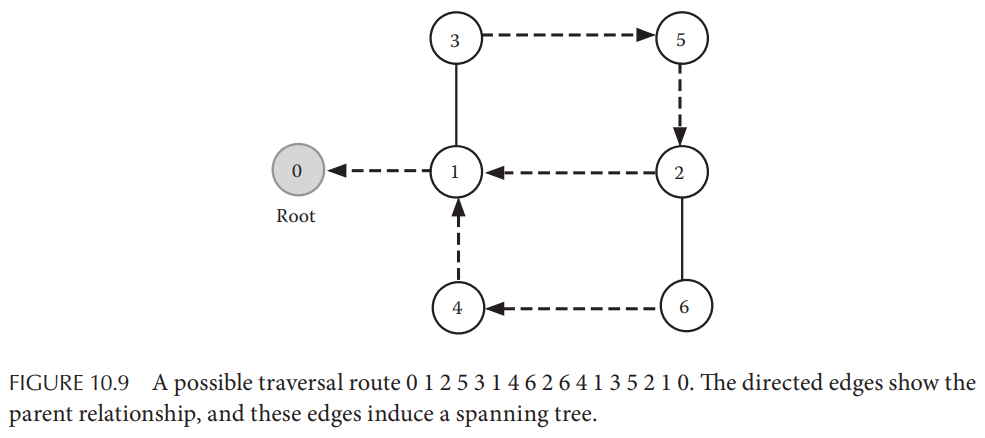 3 5
0 1 2
Root
4 6
FIGURE 10.9 A possible traversal route 0 1 2 5 3 1 4 6 2 6 4 1 3 5 2 1 0. The directed edges show the
parent relationship, and these edges induce a spanning tree.